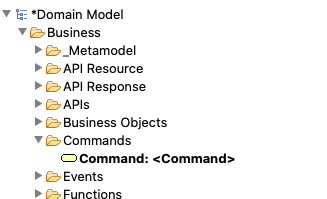 *Domain Model
Business
_Metamodel
API Resource
API Response
APIs
Business Objects
Commands
Command: <Command>
Events
Functions